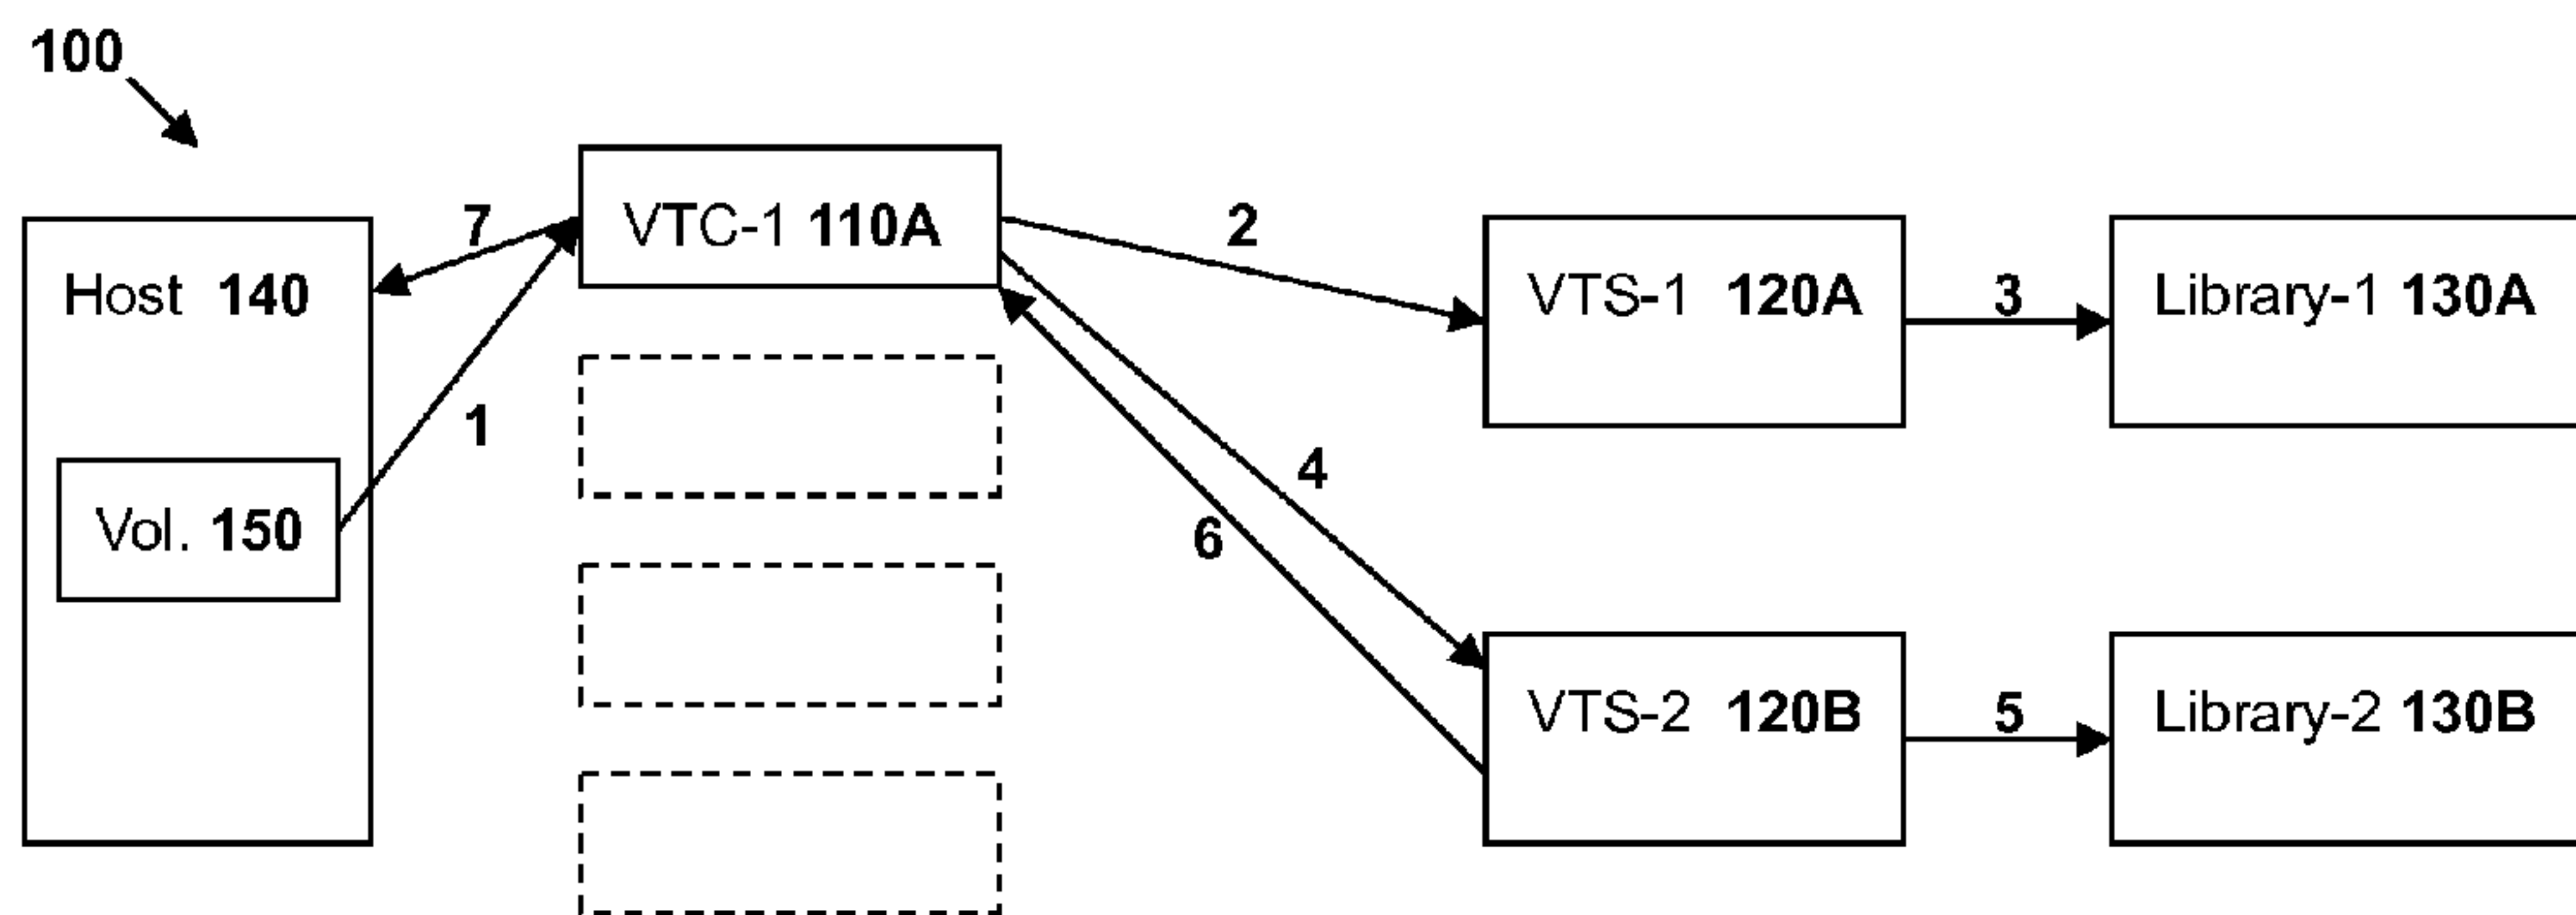 100
7
VTC-1 110A
2
Host 140
VTS-1 120A
3
Library-1 130A
1
4
Vol. 150
6
VTS-2 120B
5
Library-2 130B